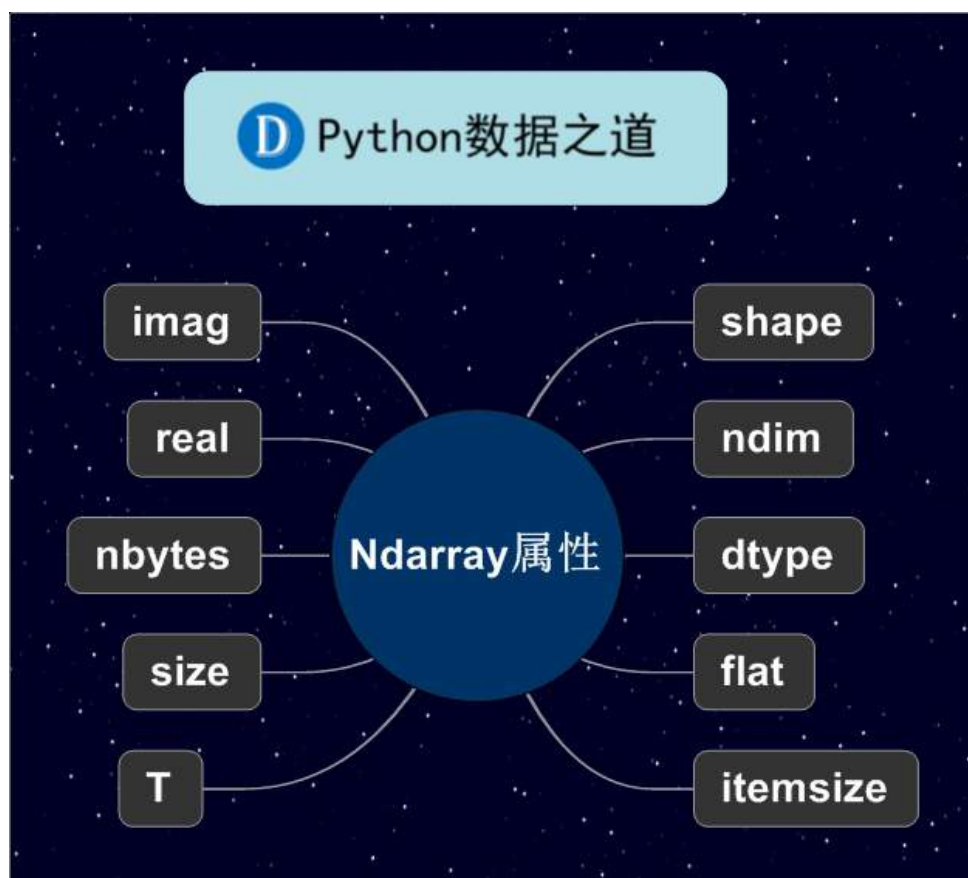 D Python数据之道
imag
real
nbytes
size
T
Ndarray属性
shape
ndim
dtype
flat
itemsize